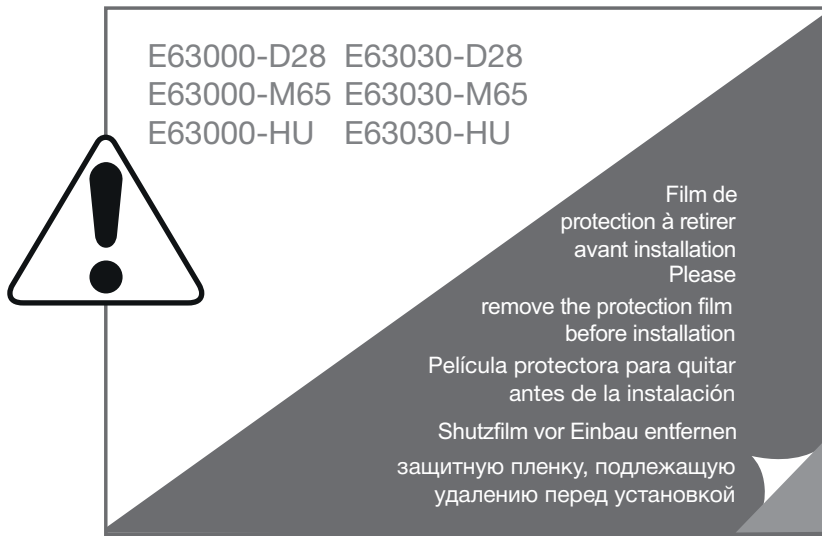 E63000-D28 E63030-D28
E63000-M65 E63030-M65
E63000-HU E63030-HU
Film de
protection à retirer
avant installation
Please
remove the protection film
before installation
Película protectora para quitar
antes de la instalación
Shutzfilm vor Einbau entfernen
защитную пленку, подлежащую
удалению перед установкой